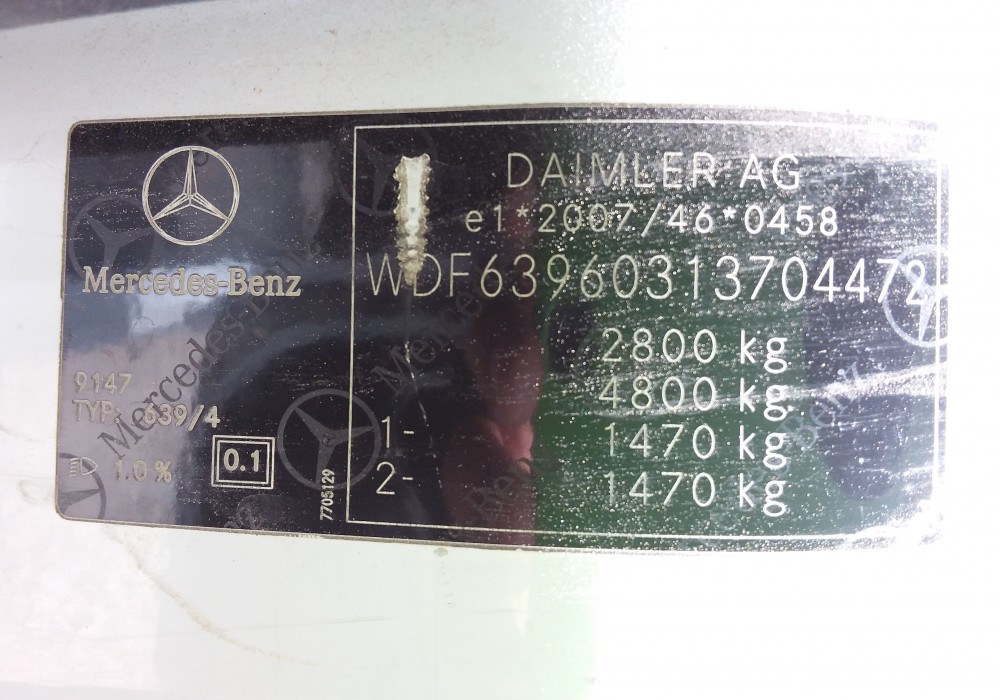 Mercedes-Benz
9147
TYP: 639/4
1.0 %
0.1
7705129
DAIMLER AG
e1*2007/46*0458
WDF63960313704472
2800 kg
4800 kg
1- 1470 kg
2- 1470 kg